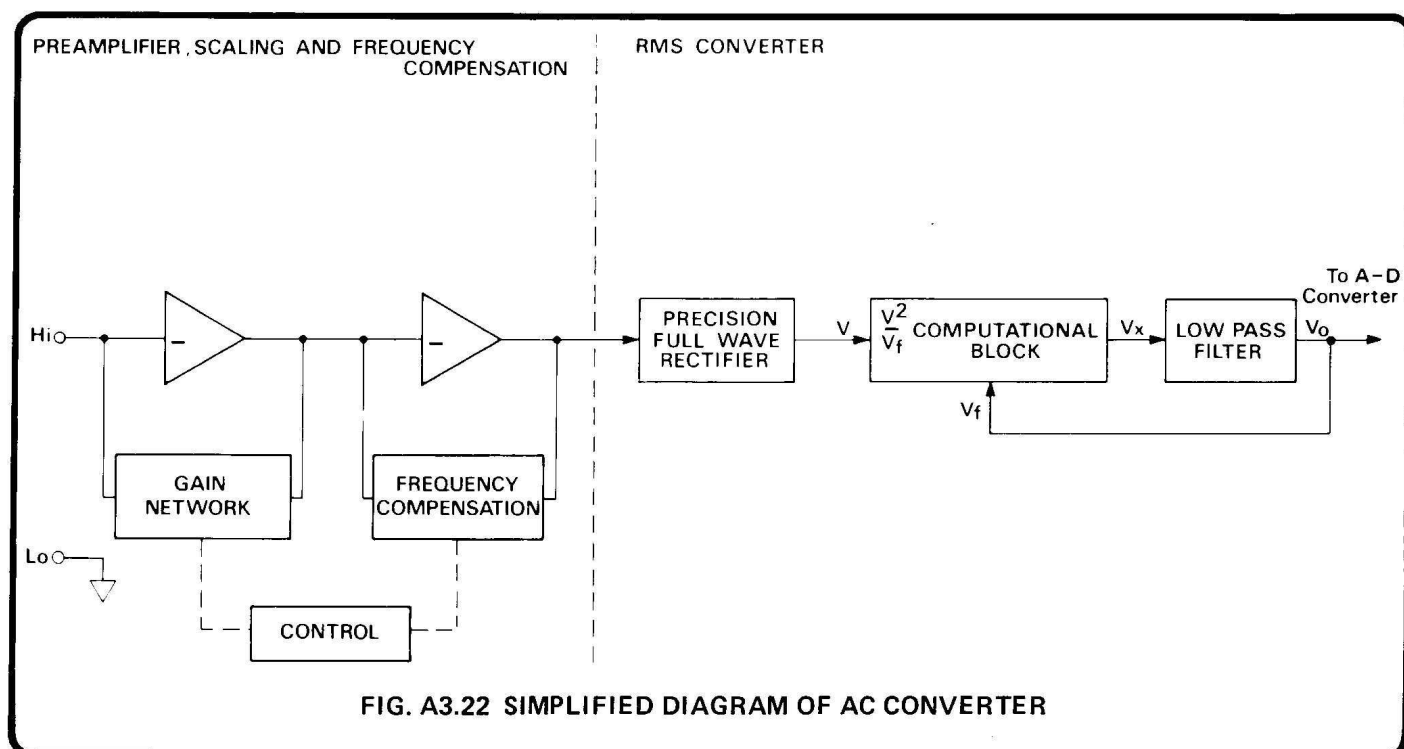 PREAMPLIFIER, SCALING AND FREQUENCY
COMPENSATION
RMS CONVERTER
Hi
GAIN
NETWORK
FREQUENCY
COMPENSATION
Lo
CONTROL
PRECISION
FULL WAVE
RECTIFIER
V
V²/Vf COMPUTATIONAL
BLOCK
Vf
Vx
LOW PASS
FILTER
To A-D
Converter
Vo
FIG. A3.22 SIMPLIFIED DIAGRAM OF AC CONVERTER